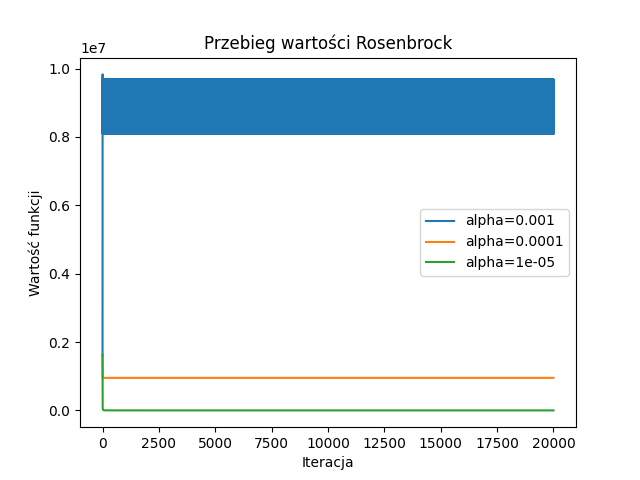 Przebieg wartości Rosenbrock
1e7
1.0
0.8
0.6
0.4
0.2
0.0
Wartość funkcji
alpha=0.001
alpha=0.0001
alpha=1e-05
0 2500 5000 7500 10000 12500 15000 17500 20000
Iteracja